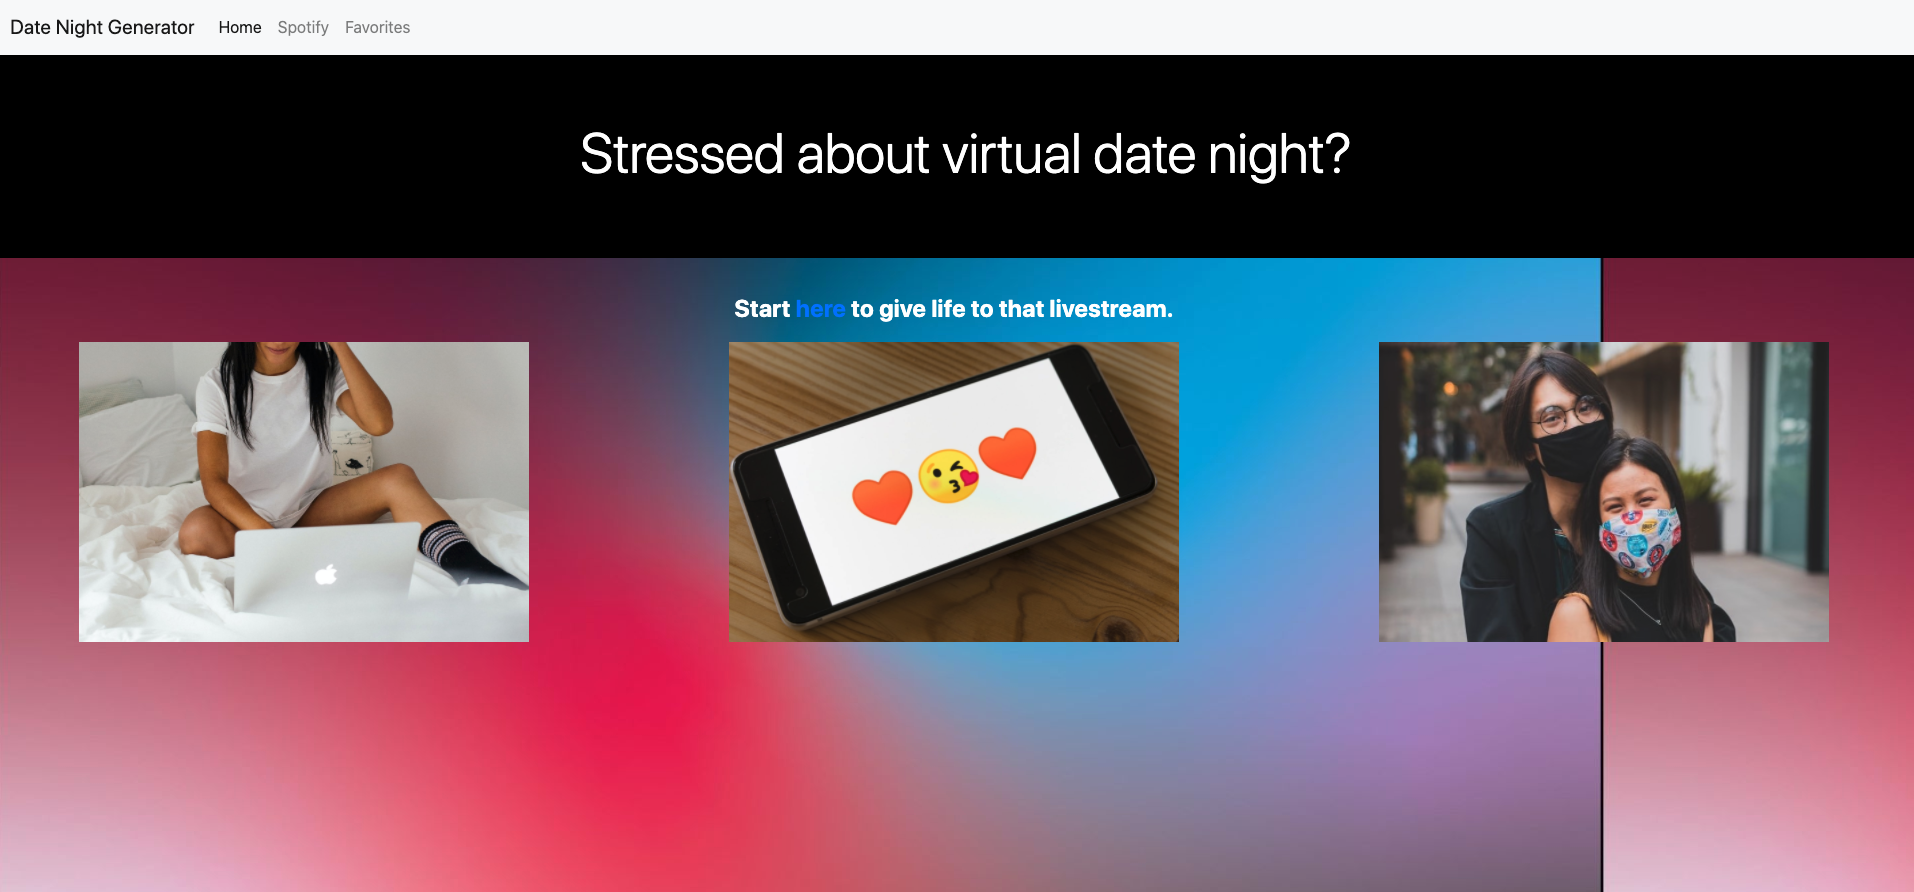 Date Night Generator Home Spotify Favorites
Stressed about virtual date night?
Start here to give life to that livestream.